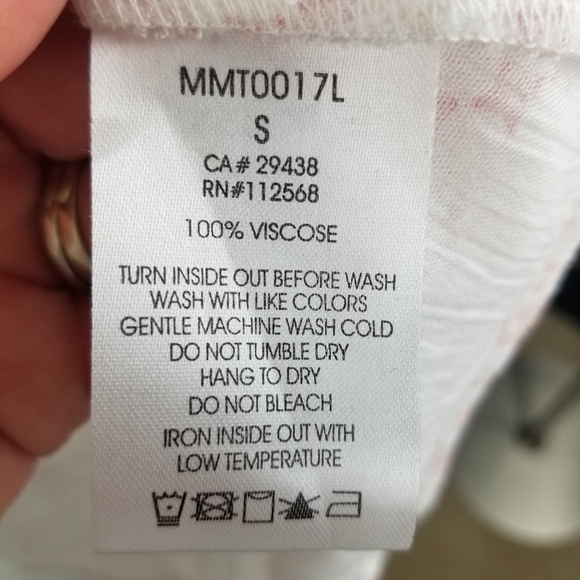 MMT0017L
S
CA# 29438
RN#112568
100% VISCOSE
TURN INSIDE OUT BEFORE WASH
WASH WITH LIKE COLORS
GENTLE MACHINE WASH COLD
DO NOT TUMBLE DRY
HANG TO DRY
DO NOT BLEACH
IRON INSIDE OUT WITH
LOW TEMPERATURE